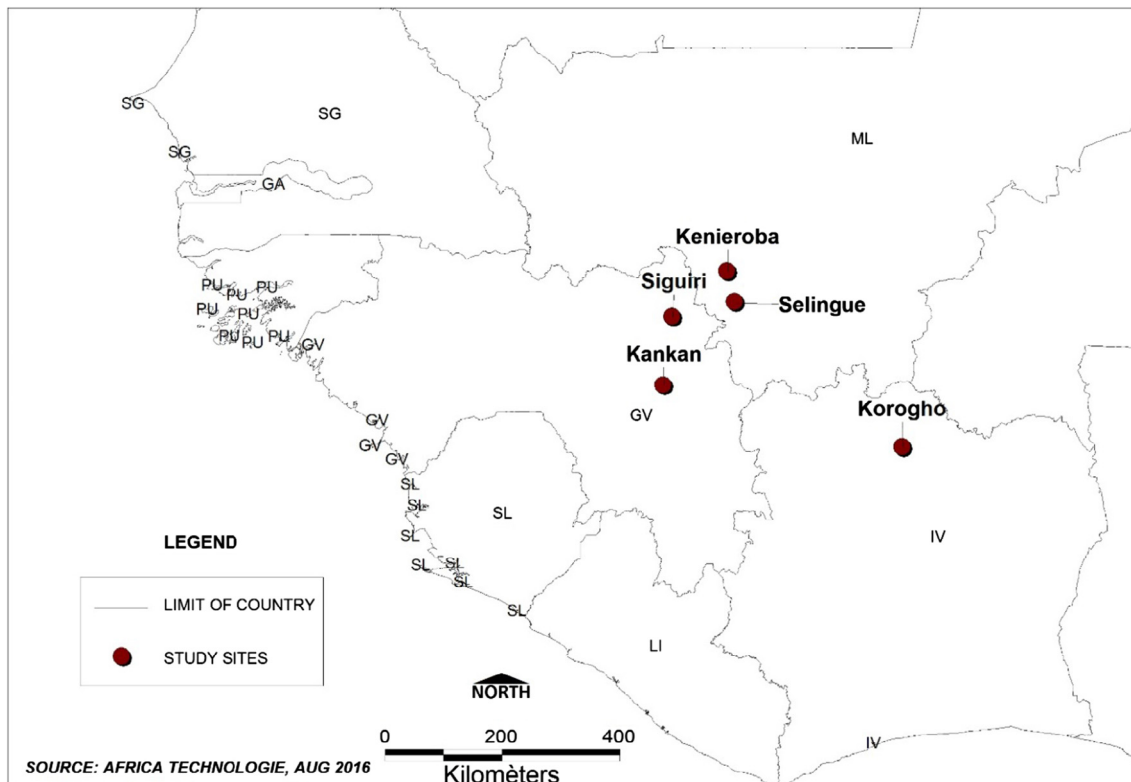 SG
SG
ML
SG
GA
Kenieroba
Siguiri
Selingue
PU
PU
PU
PU
PU
PU
PU
PU
GV
Kankan
GV
Korogho
GV
GV
GV
SL
SL
SL
SL
IV
SL
SL
SL
SL
LI
IV
LEGEND
LIMIT OF COUNTRY
STUDY SITES
NORTH
0 200 400
Kilomèters
SOURCE: AFRICA TECHNOLOGIE, AUG 2016